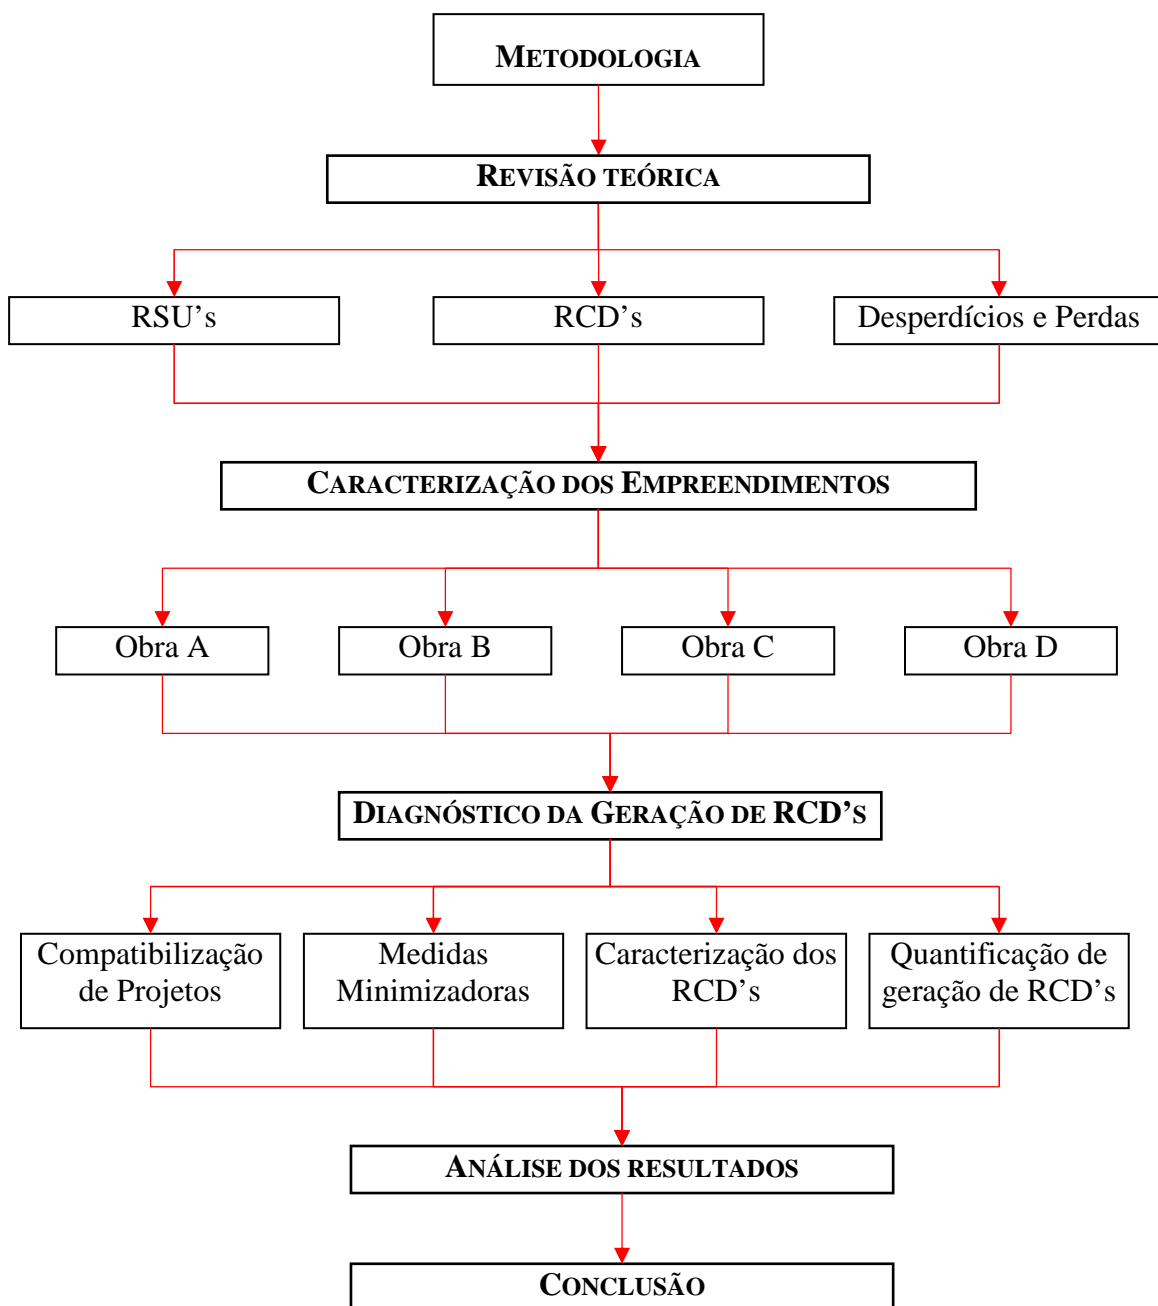 METODOLOGIA
REVISÃO TEÓRICA
RSU’s
RCD’s
Desperdícios e Perdas
CARACTERIZAÇÃO DOS EMPREENDIMENTOS
Obra A
Obra B
Obra C
Obra D
DIAGNÓSTICO DA GERAÇÃO DE RCD’S
Compatibilização
de Projetos
Medidas
Minimizadoras
Caracterização dos
RCD’s
Quantificação de
geração de RCD’s
ANÁLISE DOS RESULTADOS
CONCLUSÃO